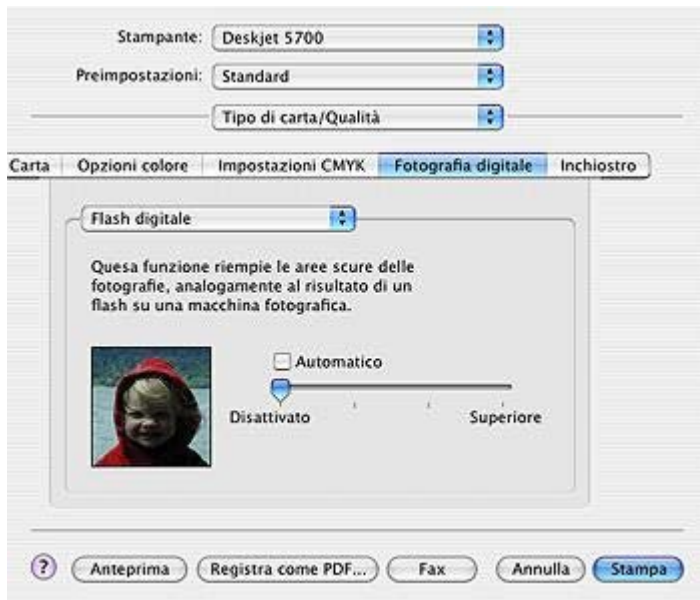 Stampante: Deskjet 5700
Preimpostazioni: Standard
Tipo di carta/Qualità
Carta Opzioni colore Impostazioni CMYK Fotografia digitale Inchiostro
Flash digitale
Quesa funzione riempie le aree scure delle
fotografie, analogamente al risultato di un
flash su una macchina fotografica.
Automatico
Disattivato Superiore
? Anteprima Registra come PDF... Fax Annulla Stampa